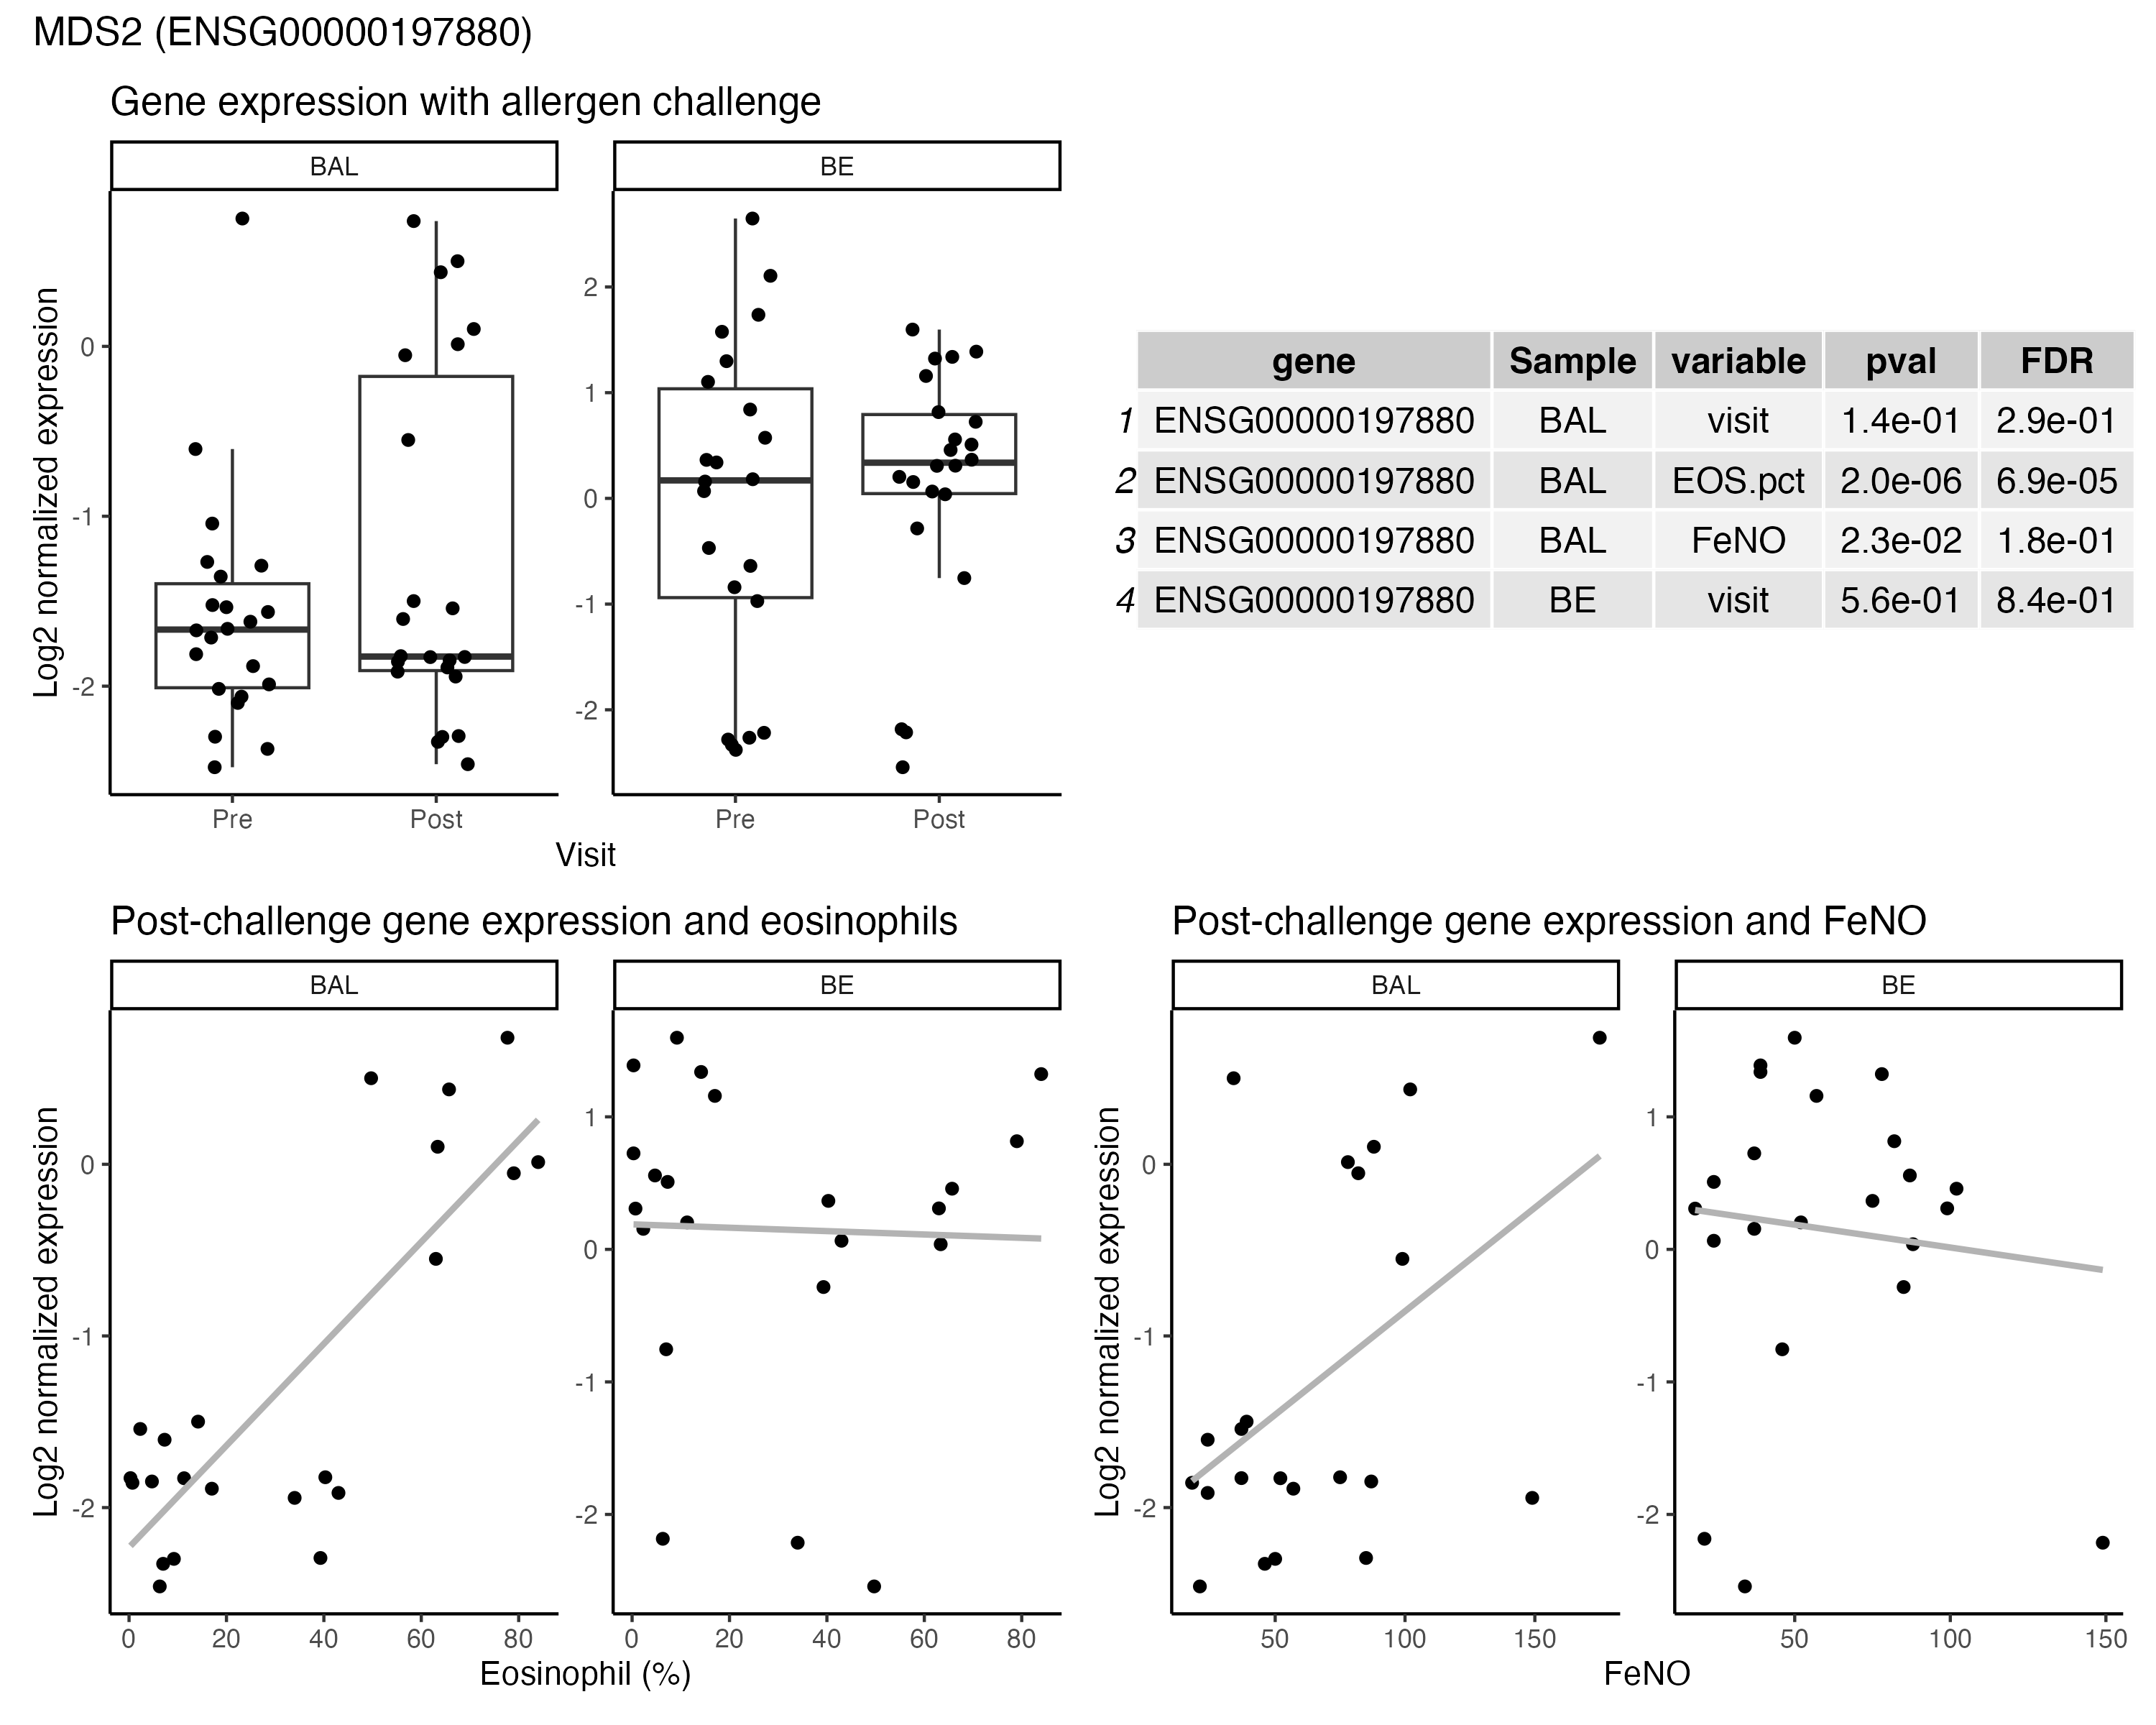 MDS2 (ENSG00000197880)
Gene expression with allergen challenge
BAL
BE
Log2 normalized expression
0
-1
-2
2
1
0
-1
-2
Pre
Post
Pre
Post
Visit
gene Sample variable pval FDR
1 ENSG00000197880 BAL visit 1.4e-01 2.9e-01
2 ENSG00000197880 BAL EOS.pct 2.0e-06 6.9e-05
3 ENSG00000197880 BAL FeNO 2.3e-02 1.8e-01
4 ENSG00000197880 BE visit 5.6e-01 8.4e-01
Post-challenge gene expression and eosinophils
BAL
BE
Log2 normalized expression
0
-1
-2
1
0
-1
-2
0 20 40 60 80
0 20 40 60 80
Eosinophil (%)
Post-challenge gene expression and FeNO
BAL
BE
Log2 normalized expression
0
-1
-2
1
0
-1
-2
50 100 150
50 100 150
FeNO